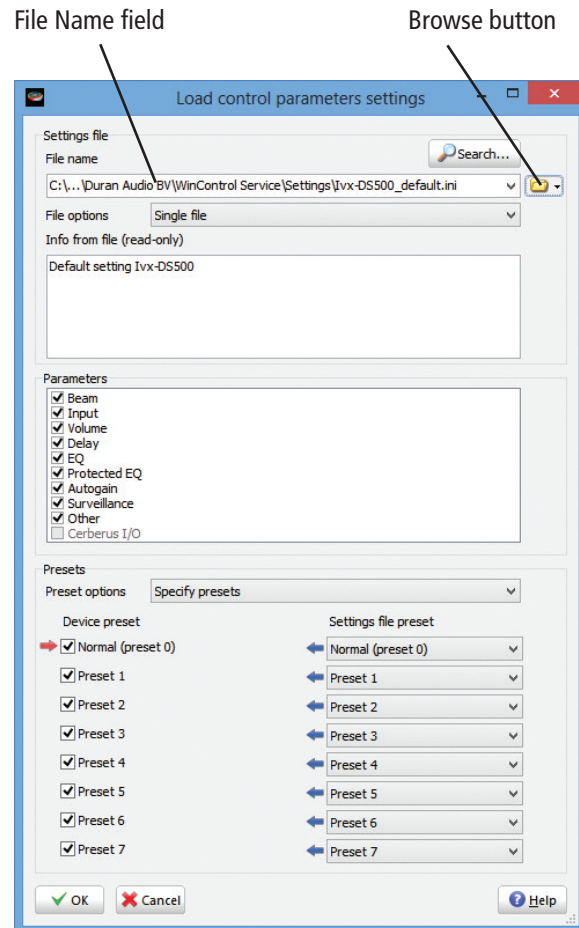 File Name field Browse button
Load control parameters settings
Settings file
File name
Search...
C:\...\Duran Audio BV\WinControl Service\Settings\Ivx-DS500_default.ini
File options Single file
Info from file (read-only)
Default setting Ivx-DS500
Parameters
Beam
Input
Volume
Delay
EQ
Protected EQ
Autogain
Surveillance
Other
Cerberus I/O
Presets
Preset options Specify presets
Device preset Settings file preset
Normal (preset 0) Normal (preset 0)
Preset 1 Preset 1
Preset 2 Preset 2
Preset 3 Preset 3
Preset 4 Preset 4
Preset 5 Preset 5
Preset 6 Preset 6
Preset 7 Preset 7
OK Cancel Help